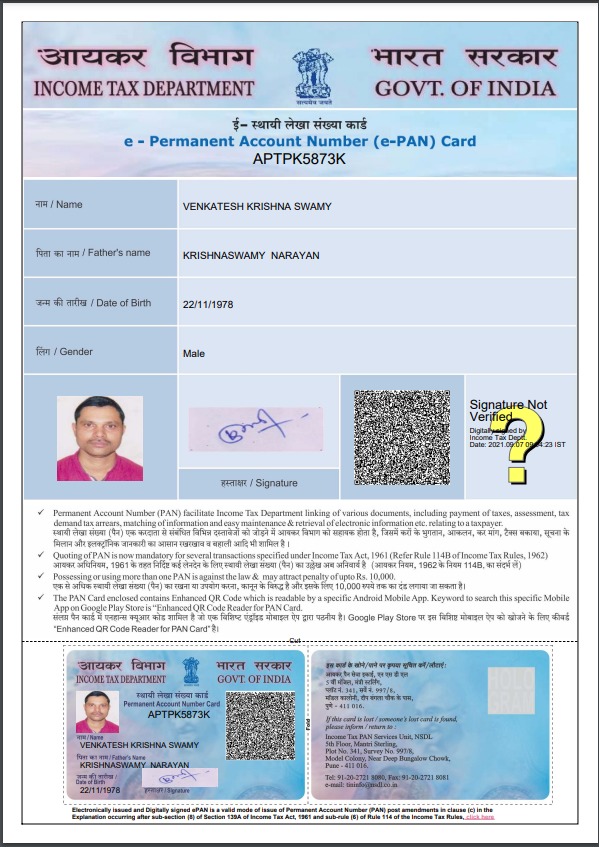 आयकर विभाग
INCOME TAX DEPARTMENT
सत्यमेव जयते
भारत सरकार
GOVT. OF INDIA
ई– स्थायी लेखा संख्या कार्ड
e - Permanent Account Number (e-PAN) Card
APTPK5873K
नाम / Name
VENKATESH KRISHNA SWAMY
पिता का नाम / Father's name
KRISHNASWAMY NARAYAN
जन्म की तारीख / Date of Birth
22/11/1978
लिंग / Gender
Male
हस्ताक्षर / Signature
Signature Not
Verified
Digitally signed by
Income Tax Dept.
Date: 2021.09.07 09: :23 IST
?
✓ Permanent Account Number (PAN) facilitate Income Tax Department linking of various documents, including payment of taxes, assessment, tax
demand tax arrears, matching of information and easy maintenance & retrieval of electronic information etc. relating to a taxpayer.
स्थायी लेखा संख्या (पैन) एक करदाता से संबंधित विभिन्न दस्तावेजों को जोड़ने में आयकर विभाग को सहायक होता है, जिसमें करों के भुगतान, आकलन, कर मांग, टैक्स बकाया, सूचना के
मिलान और इलक्ट्रॉनिक जानकारी का आसान रखरखाव व बहाली आदि भी शामिल है।
✓ Quoting of PAN is now mandatory for several transactions specified under Income Tax Act, 1961 (Refer Rule 114B of Income Tax Rules, 1962)
आयकर अधिनियम, 1961 के तहत निर्दिष्ट कई लेनदेन के लिए स्थायी लेखा संख्या (पैन) का उल्लेख अब अनिवार्य है (आयकर नियम, 1962 के नियम 114B, का संदर्भ लें)
✓ Possessing or using more than one PAN is against the law & may attract penalty of upto Rs. 10,000.
एक से अधिक स्थायी लेखा संख्या (पैन) का रखना या उपयोग करना, कानून के विरुद्ध है और इसके लिए 10,000 रुपये तक का दंड लगाया जा सकता है।
✓ The PAN Card enclosed contains Enhanced QR Code which is readable by a specific Android Mobile App. Keyword to search this specific Mobile
App on Google Play Store is "Enhanced QR Code Reader for PAN Card.
संलग्न पैन कार्ड में एनहान्स क्यूआर कोड शामिल है जो एक विशिष्ट एंड्रॉइड मोबाइल ऐप द्वारा पठनीय है। Google Play Store पर इस विशिष्ट मोबाइल ऐप को खोजने के लिए कीवर्ड
"Enhanced QR Code Reader for PAN Card" है।
Cut
आयकर विभाग
INCOME TAX DEPARTMENT
भारत सरकार
GOVT. OF INDIA
स्थायी लेखा संख्या कार्ड
Permanent Account Number Card
APTPK5873K
नाम / Name
VENKATESH KRISHNA SWAMY
पिता का नाम / Father's Name
KRISHNASWAMY NARAYAN
जन्म की तारीख /
Date of Birth
22/11/1978
हस्ताक्षर / Signature
Fold
इस कार्ड के खोने/पाने पर कृपया सूचित करें/लौटाएं:
आयकर पैन सेवा इकाई, एन एस डी एल
5 वीं मंजिल, मंत्री स्टर्लिंग,
प्लॉट नं. 341, सर्वे नं. 997/8,
मॉडल कालोनी, दीप बंगला चौक के पास,
पुणे – 411 016.
If this card is lost / someone's lost card is found,
please inform / return to :
Income Tax PAN Services Unit, NSDL
5th Floor, Mantri Sterling,
Plot No. 341, Survey No. 997/8,
Model Colony, Near Deep Bungalow Chowk,
Pune - 411 016.
Tel: 91-20-2721 8080, Fax: 91-20-2721 8081
e-mail: tininfo@nsdl.co.in
Electronically issued and Digitally signed ePAN is a valid mode of issue of Permanent Account Number (PAN) post amendments in clause (c) in the
Explanation occurring after sub-section (8) of Section 139A of Income Tax Act, 1961 and sub-rule (6) of Rule 114 of the Income Tax Rules, click here